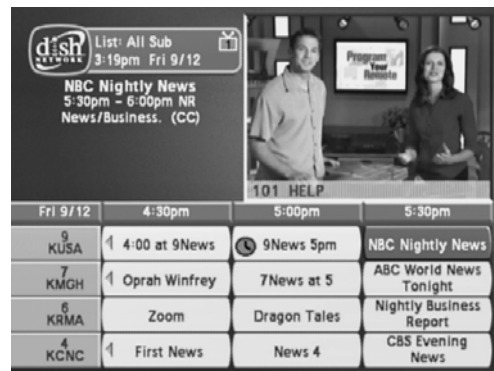 dish
NETWORK
List: All Sub
1
3:19pm Fri 9/12
NBC Nightly News
5:30pm - 6:00pm NR
News/Business. (CC)
Program
Your
Remote
101 HELP
Fri 9/12 4:30pm 5:00pm 5:30pm
9 KUSA 4:00 at 9News 9News 5pm NBC Nightly News
7 KMGH Oprah Winfrey 7News at 5 ABC World News Tonight
6 KRMA Zoom Dragon Tales Nightly Business Report
4 KCNC First News News 4 CBS Evening News